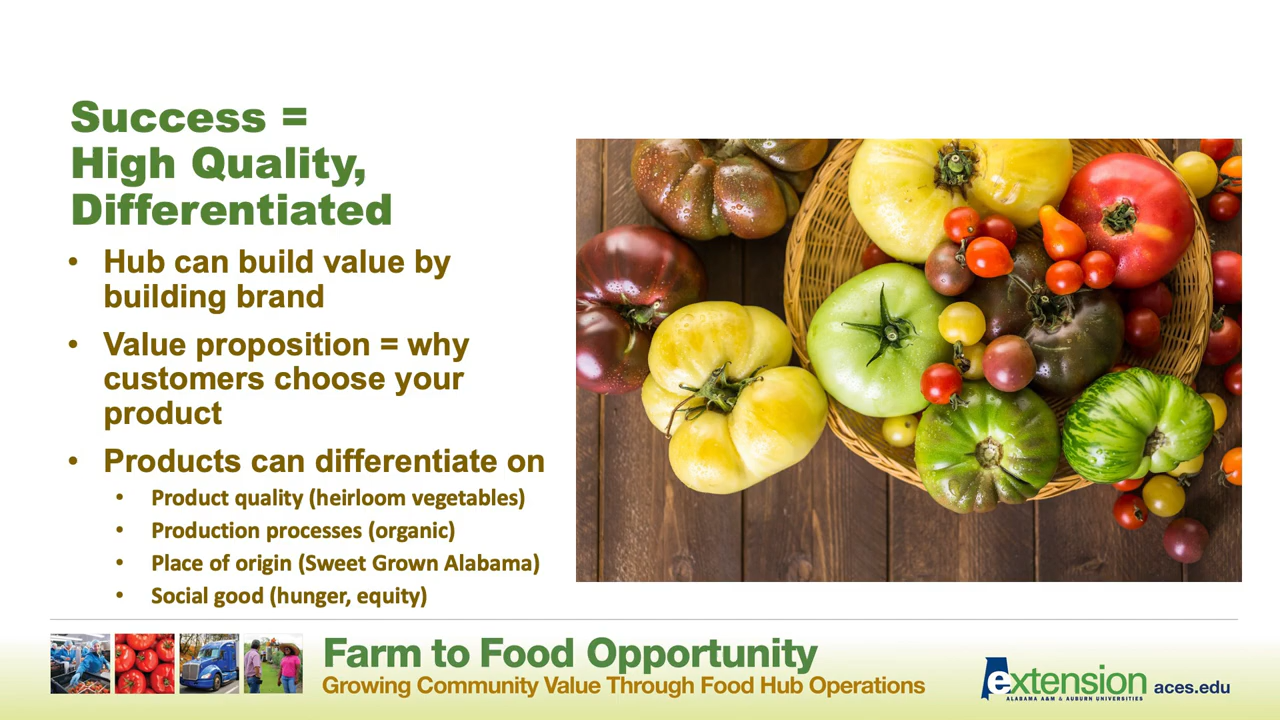 Success =
High Quality,
Differentiated
• Hub can build value by
building brand
• Value proposition = why
customers choose your
product
• Products can differentiate on
• Product quality (heirloom vegetables)
• Production processes (organic)
• Place of origin (Sweet Grown Alabama)
• Social good (hunger, equity)
Farm to Food Opportunity
Growing Community Value Through Food Hub Operations
extension
ALABAMA A&M & AUBURN UNIVERSITIES
aces.edu